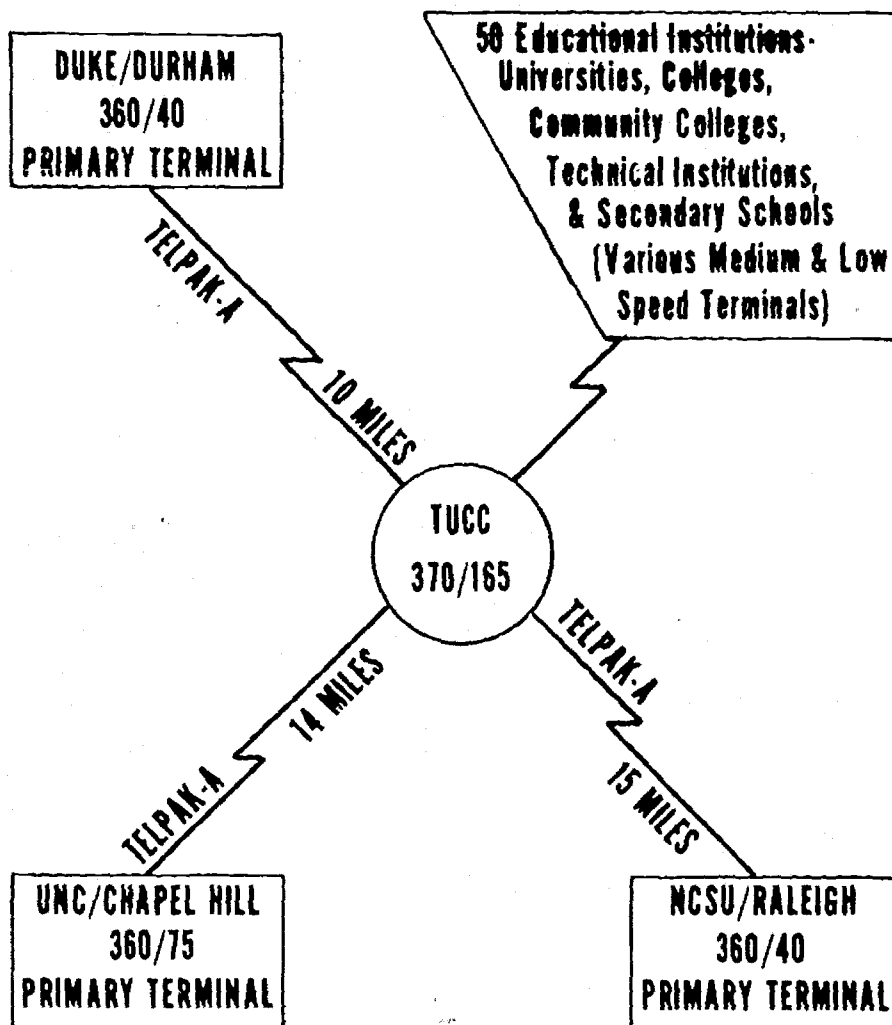 DUKE/DURHAM
360/40
PRIMARY TERMINAL
50 Educational Institutions-
Universities, Colleges,
Community Colleges,
Technical Institutions,
& Secondary Schools
(Various Medium & Low
Speed Terminals)
TELPAK-A
10 MILES
TUCC
370/165
TELPAK-A
14 MILES
TELPAK-A
15 MILES
UNC/CHAPEL HILL
360/75
PRIMARY TERMINAL
NCSU/RALEIGH
360/40
PRIMARY TERMINAL